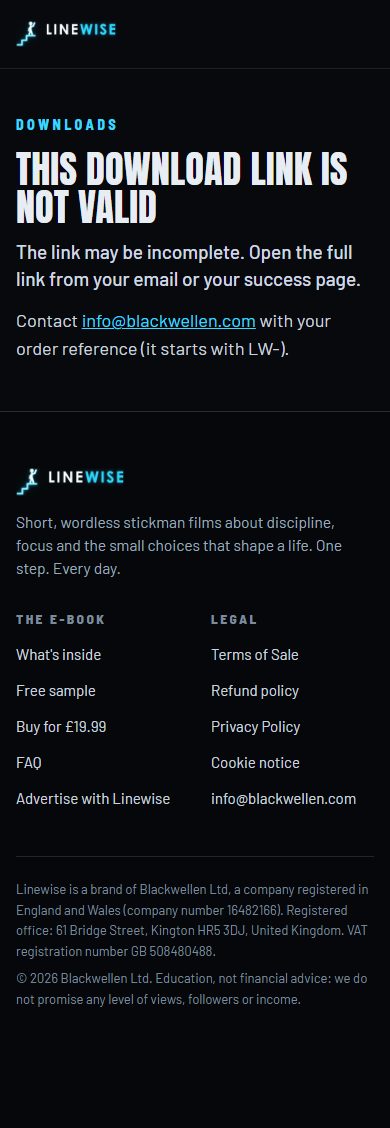 LINEWISE
DOWNLOADS
THIS DOWNLOAD LINK IS
NOT VALID
The link may be incomplete. Open the full
link from your email or your success page.
Contact info@blackwellen.com with your
order reference (it starts with LW-).
LINEWISE
Short, wordless stickman films about discipline,
focus and the small choices that shape a life. One
step. Every day.
THE E-BOOK
What's inside
Free sample
Buy for £19.99
FAQ
Advertise with Linewise
LEGAL
Terms of Sale
Refund policy
Privacy Policy
Cookie notice
info@blackwellen.com
Linewise is a brand of Blackwellen Ltd, a company registered in
England and Wales (company number 16482166). Registered
office: 61 Bridge Street, Kington HR5 3DJ, United Kingdom. VAT
registration number GB 508480488.
© 2026 Blackwellen Ltd. Education, not financial advice: we do
not promise any level of views, followers or income.